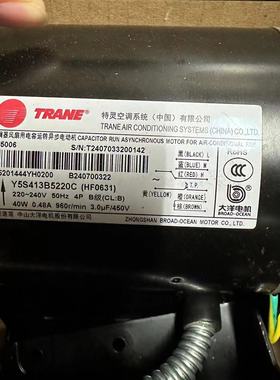 TRANE
特灵空调系统（中国）有限公司
TRANE AIR CONDITIONING SYSTEMS (CHINA) CO.,LTD.
调器风扇用电容运转异步电动机 CAPACITOR RUN ASYNCHRONOUS MOTOR FOR AIR-CONDITIONER FAN
5006
S/N:T2407033200142
5201444YH0200
B240700322
Y5S413B5220C (HF0631)
220~240V 50Hz 4P B级(CL:B)
40W 0.48A 960r/min 3.0μF/450V
黑(BLACK) L
蓝(BLUE) M
红(RED) H
T.P.
黄(YELLOW)
橙(ORANGE)
棕(BROWN)
RoHS
CCC
大洋电机
BROAD-OCEAN
中山大洋电机股份有限公司
ZHONGSHAN BROAD-OCEAN MOTOR CO.,LTD.